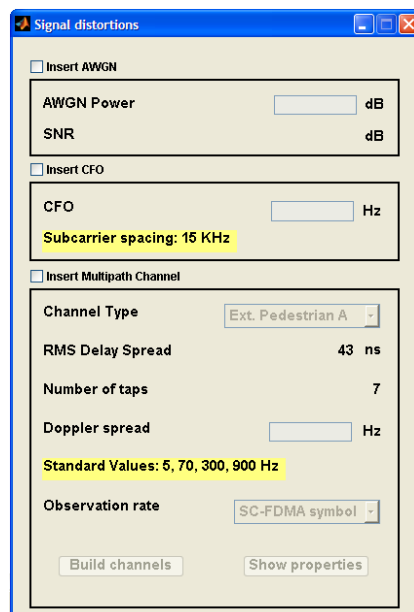 Signal distortions
Insert AWGN
AWGN Power dB
SNR dB
Insert CFO
CFO Hz
Subcarrier spacing: 15 KHz
Insert Multipath Channel
Channel Type Ext. Pedestrian A
RMS Delay Spread 43 ns
Number of taps 7
Doppler spread Hz
Standard Values: 5, 70, 300, 900 Hz
Observation rate SC-FDMA symbol
Build channels Show properties